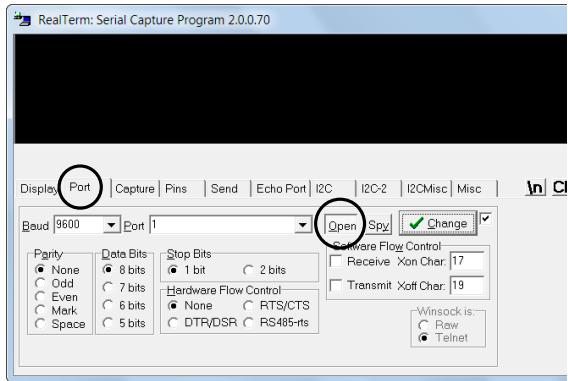 RealTerm: Serial Capture Program 2.0.0.70
Display Port Capture Pins Send Echo Port I2C I2C-2 I2CMisc Misc \n
Baud 9600 Port 1 Open Spy Change
Parity Data Bits Stop Bits Software Flow Control
None 8 bits 1 bit 2 bits Receive Xon Char: 17
Odd 7 bits Hardware Flow Control
Even 6 bits None RTS/CTS Transmit Xoff Char: 19
Mark 5 bits DTR/DSR RS485-rts Winsock is:
Space Raw
Telnet